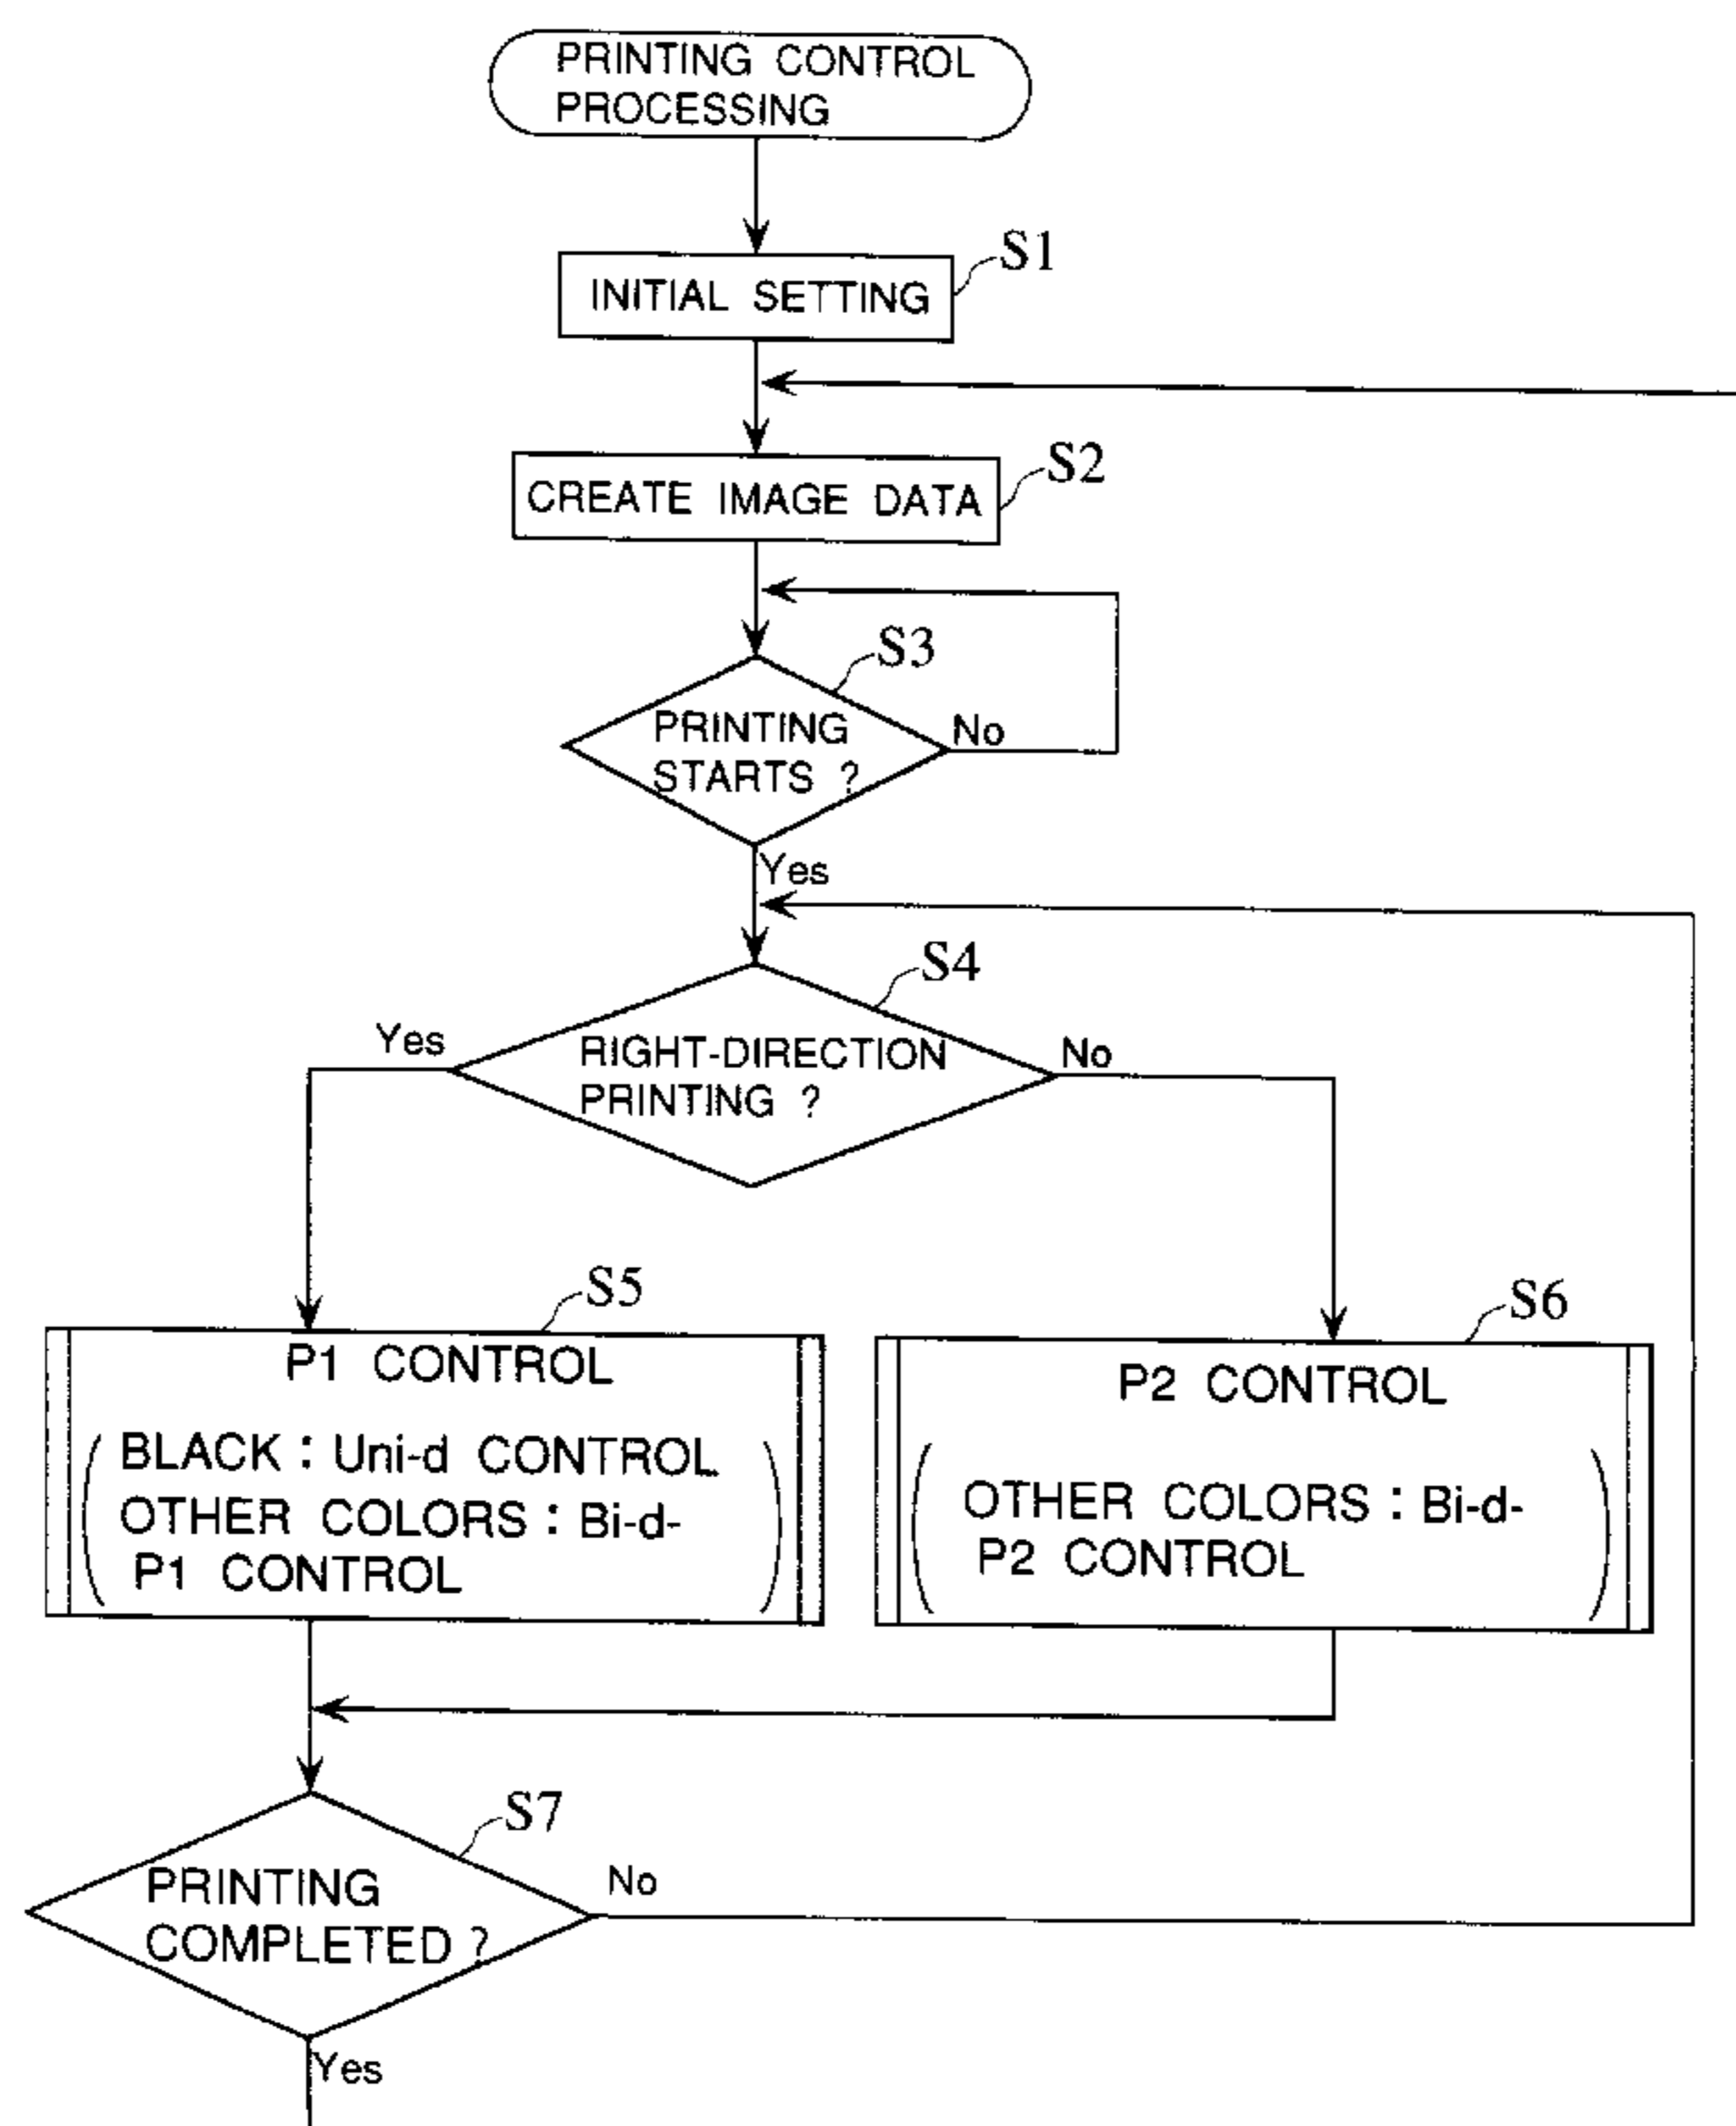 PRINTING CONTROL
PROCESSING
S1
INITIAL SETTING
S2
CREATE IMAGE DATA
S3
PRINTING
STARTS ?
No
Yes
S4
RIGHT-DIRECTION
PRINTING ?
Yes
No
S5
P1 CONTROL
BLACK : Uni-d CONTROL
OTHER COLORS : Bi-d-
P1 CONTROL
S6
P2 CONTROL
OTHER COLORS : Bi-d-
P2 CONTROL
S7
PRINTING
COMPLETED ?
No
Yes